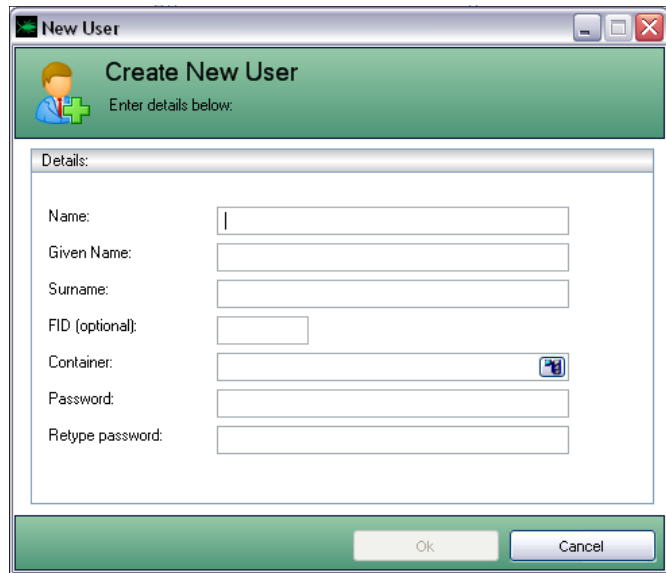 New User
Create New User
Enter details below:
Details:
Name:
Given Name:
Surname:
FID (optional):
Container:
Password:
Retype password:
Ok
Cancel